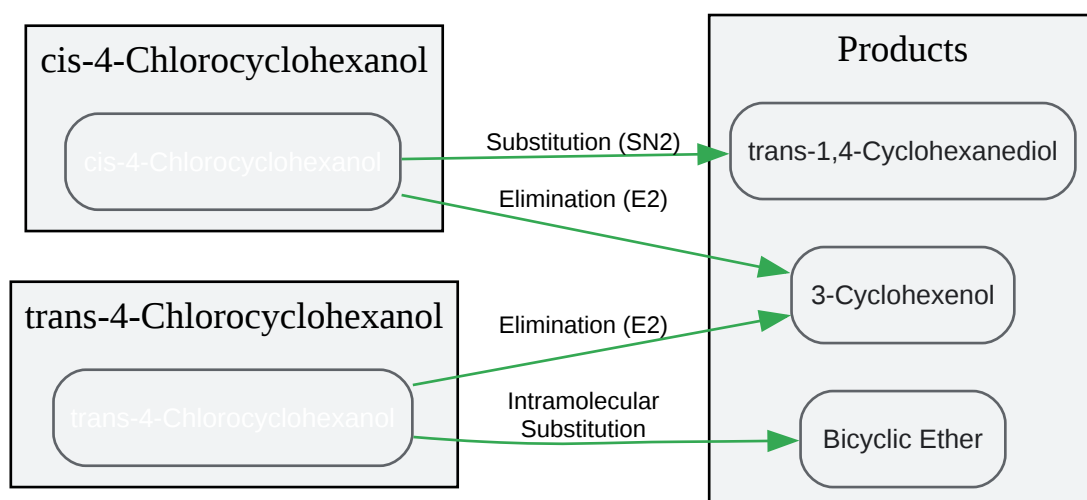 cis-4-Chlorocyclohexanol
cis-4-Chlorocyclohexanol
Substitution (SN2)
Elimination (E2)
trans-4-Chlorocyclohexanol
trans-4-Chlorocyclohexanol
Elimination (E2)
Intramolecular
Substitution
Products
trans-1,4-Cyclohexanediol
3-Cyclohexenol
Bicyclic Ether